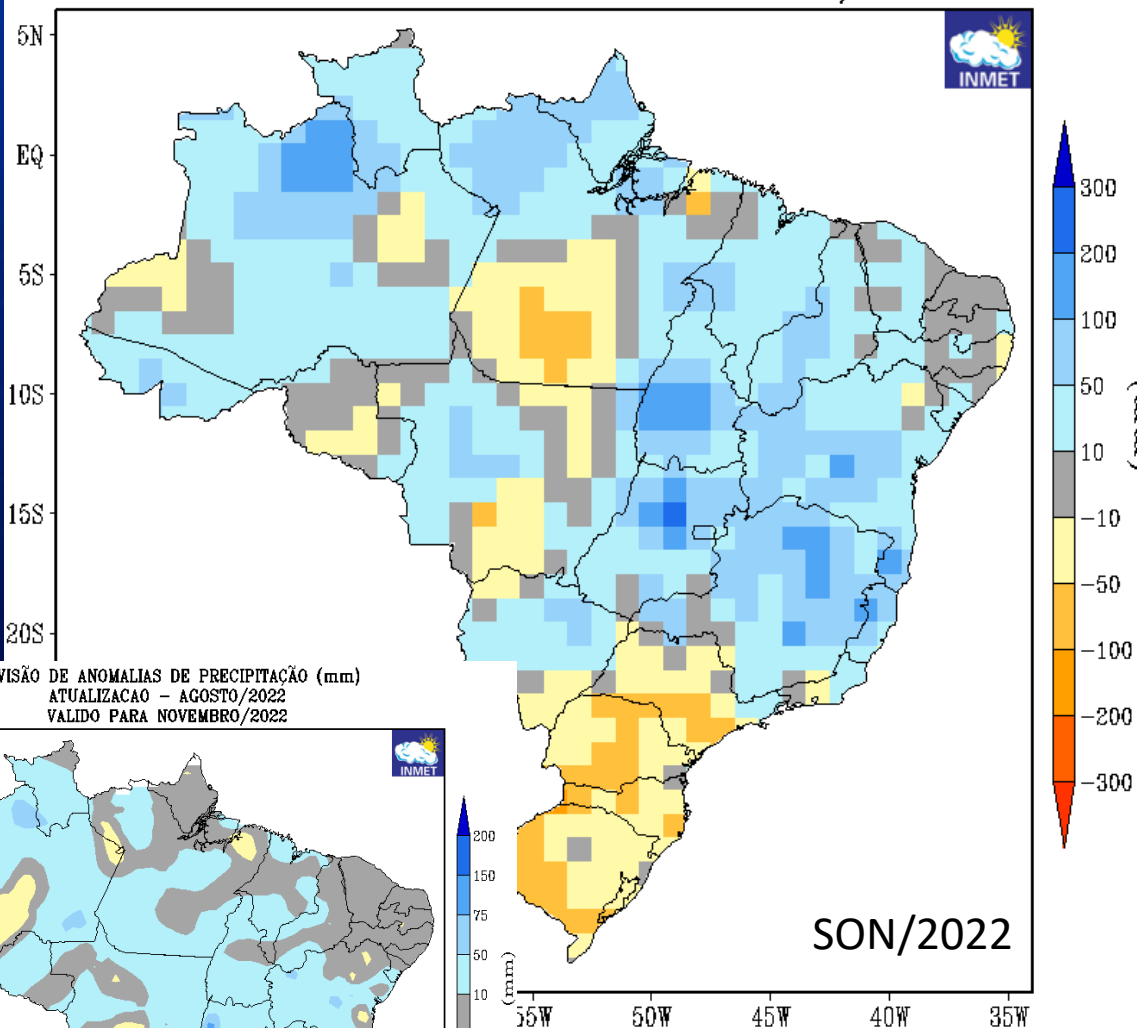 5N
EQ
5S
10S
15S
20S
INMET
300
200
100
50
10
-10
-50
-100
-200
-300
(mm)
SON/2022
55W
50W
45W
40W
35W
VISÃO DE ANOMALIAS DE PRECIPITAÇÃO (mm)
ATUALIZACAO - AGOSTO/2022
VALIDO PARA NOVEMBRO/2022
INMET
200
150
75
50
10
(mm)